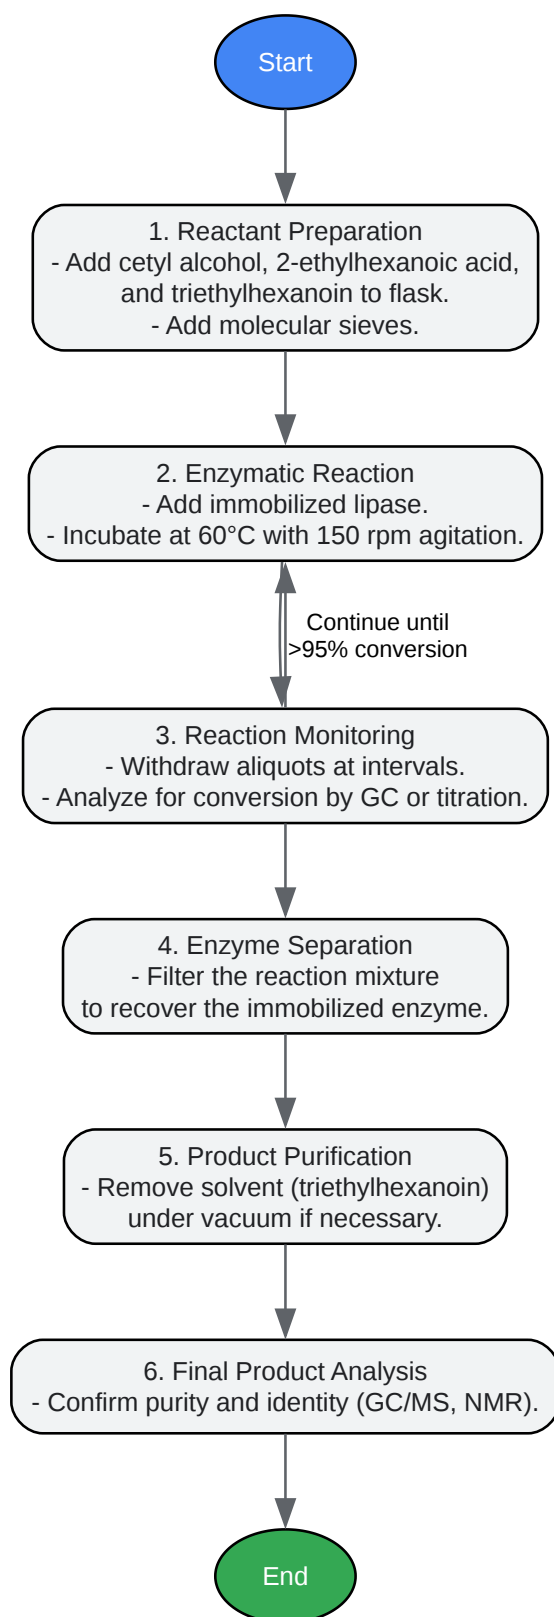 Start
1. Reactant Preparation
- Add cetyl alcohol, 2-ethylhexanoic acid,
and triethylhexanoin to flask.
- Add molecular sieves.
2. Enzymatic Reaction
- Add immobilized lipase.
- Incubate at 60°C with 150 rpm agitation.
Continue until
>95% conversion
3. Reaction Monitoring
- Withdraw aliquots at intervals.
- Analyze for conversion by GC or titration.
4. Enzyme Separation
- Filter the reaction mixture
to recover the immobilized enzyme.
5. Product Purification
- Remove solvent (triethylhexanoin)
under vacuum if necessary.
6. Final Product Analysis
- Confirm purity and identity (GC/MS, NMR).
End